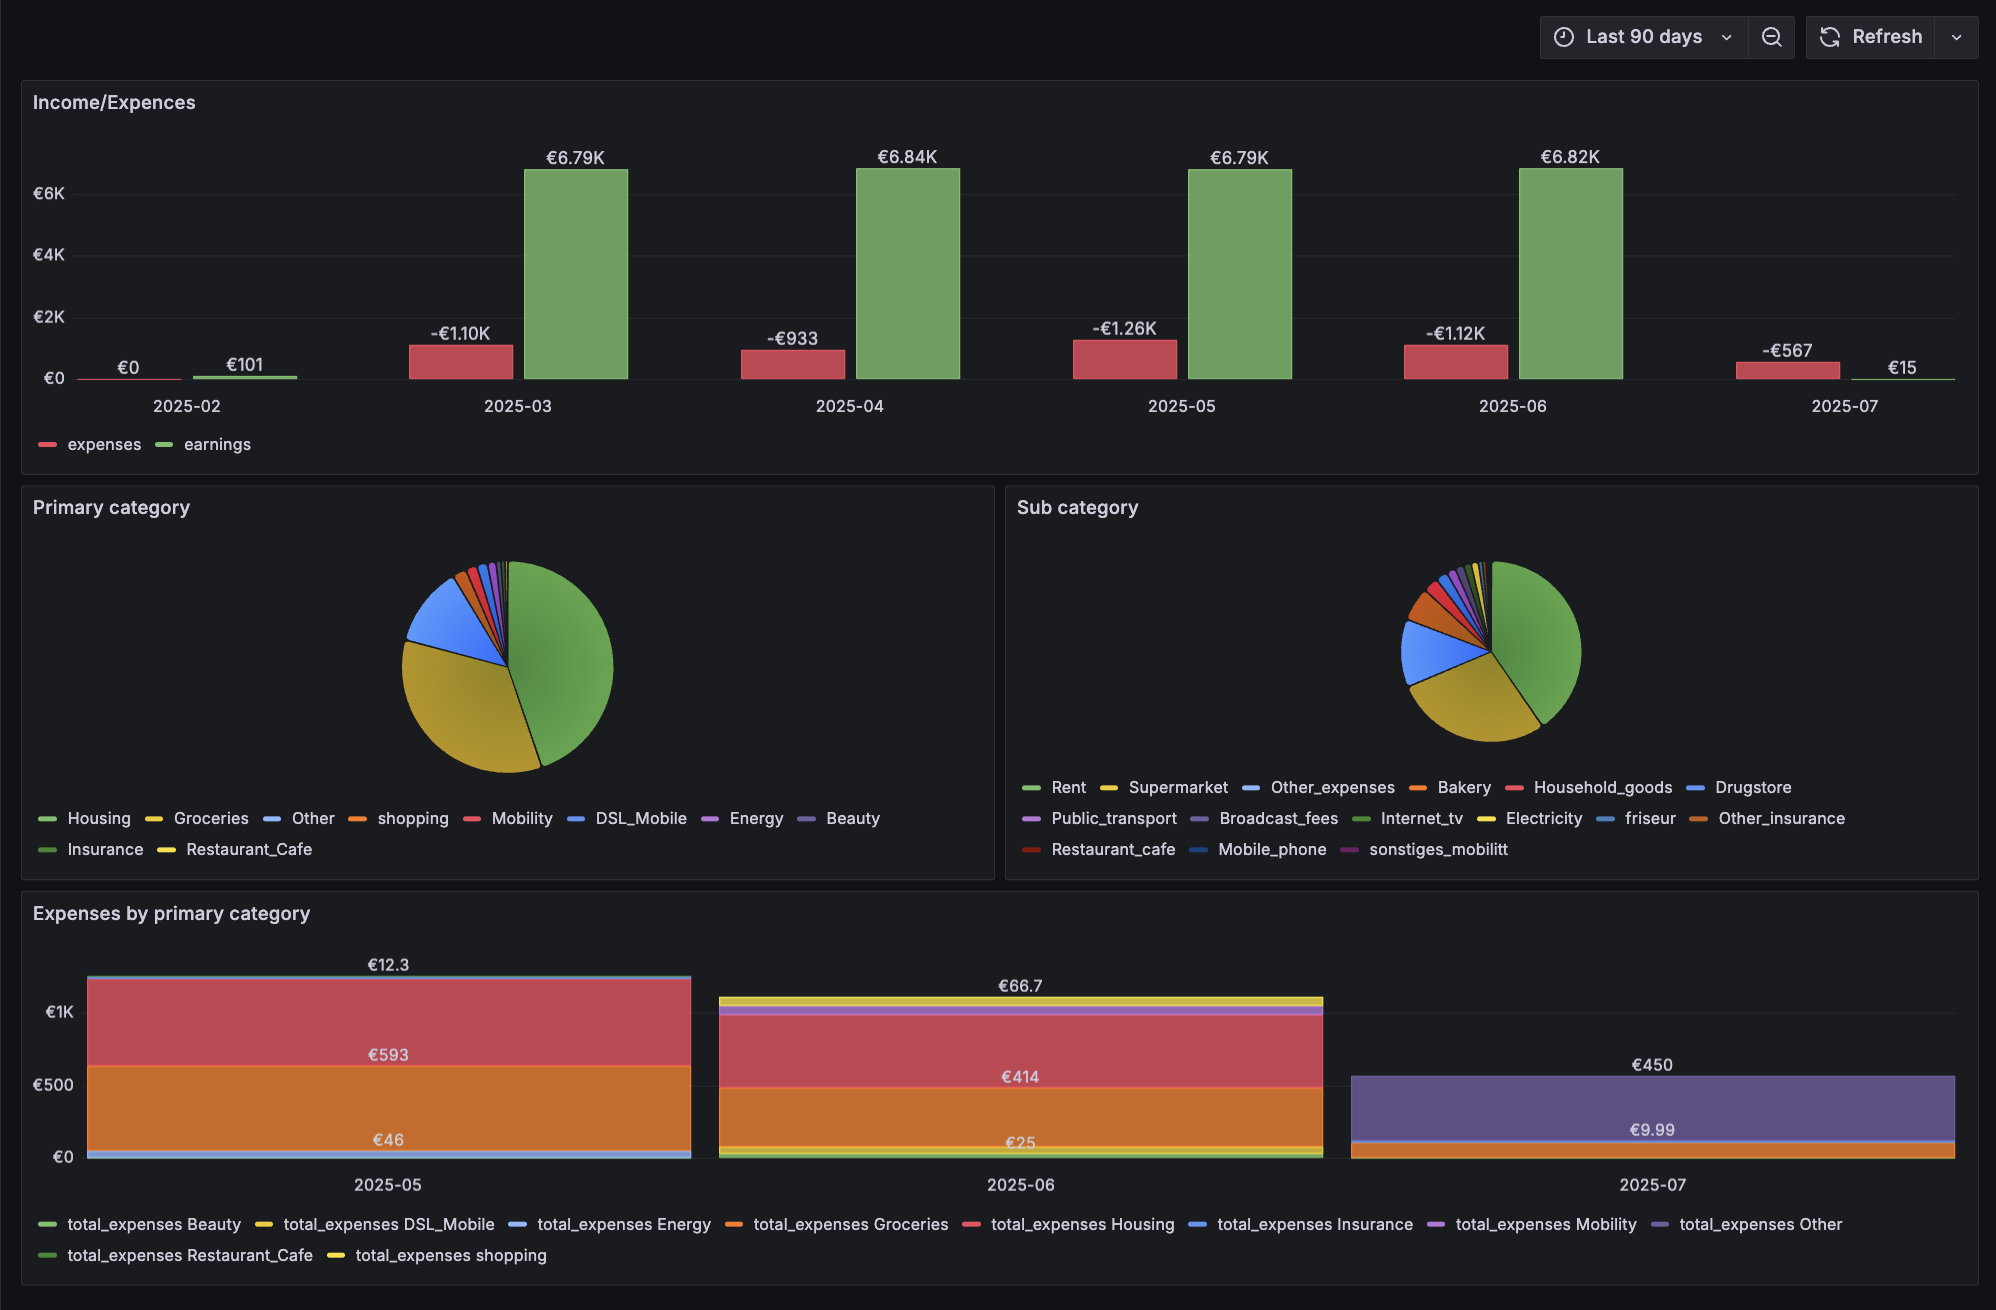 Last 90 days
Refresh
Income/Expences
€6K
€4K
€2K
€0
€0 €101
-€1.10K €6.79K
-€933 €6.84K
-€1.26K €6.79K
-€1.12K €6.82K
-€567 €15
2025-02 2025-03 2025-04 2025-05 2025-06 2025-07
expenses earnings
Primary category
Housing Groceries Other shopping Mobility DSL_Mobile Energy Beauty
Insurance Restaurant_Cafe
Sub category
Rent Supermarket Other_expenses Bakery Household_goods Drugstore
Public_transport Broadcast_fees Internet_tv Electricity friseur Other_insurance
Restaurant_cafe Mobile_phone sonstiges_mobilitt
Expenses by primary category
€1K
€500
€0
€12.3
€593
€46
€66.7
€414
€25
€450
€9.99
2025-05 2025-06 2025-07
total_expenses Beauty total_expenses DSL_Mobile total_expenses Energy total_expenses Groceries total_expenses Housing total_expenses Insurance total_expenses Mobility total_expenses Other
total_expenses Restaurant_Cafe total_expenses shopping